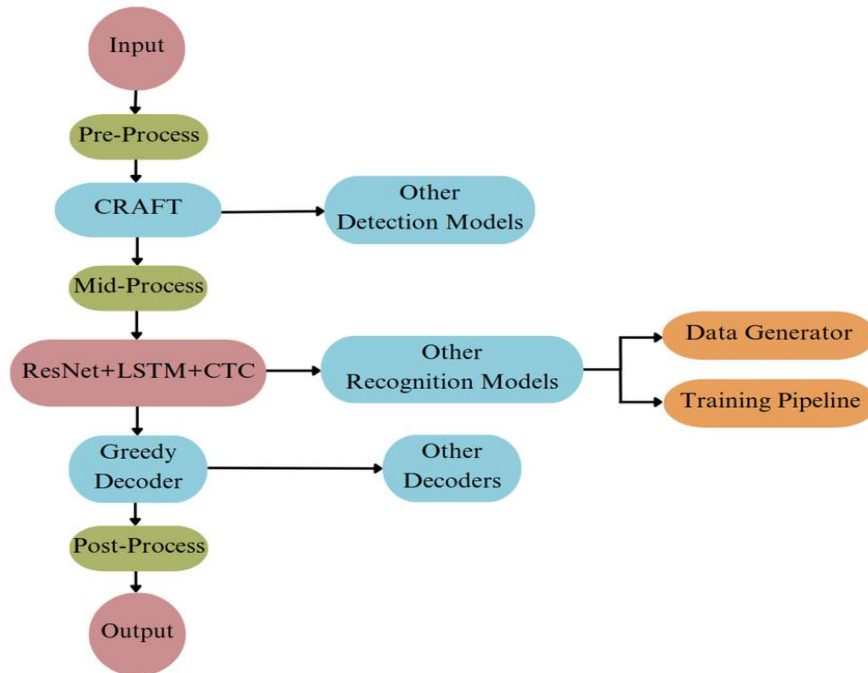 Input
Pre-Process
CRAFT
Other
Detection Models
Mid-Process
ResNet+LSTM+CTC
Other
Recognition Models
Data Generator
Training Pipeline
Greedy
Decoder
Other
Decoders
Post-Process
Output